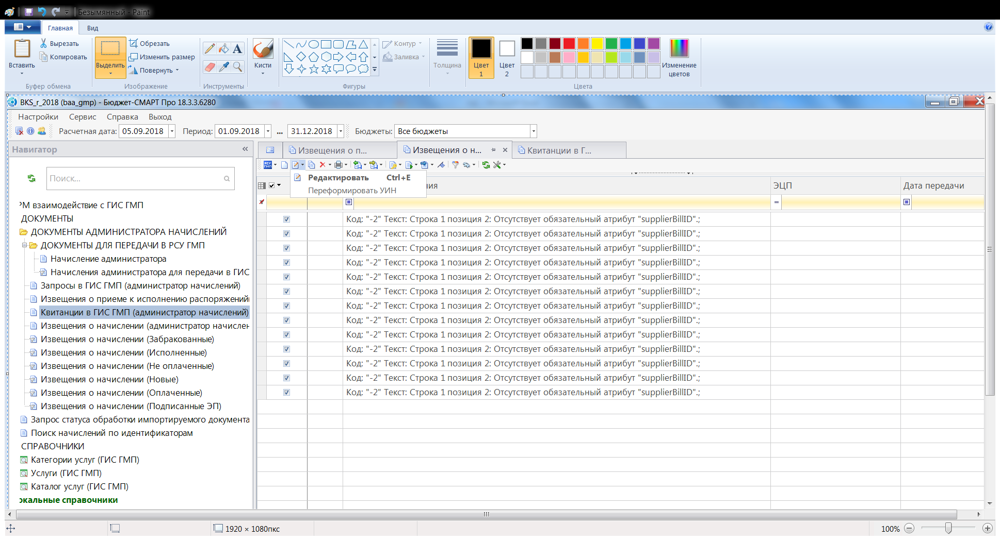 Безымянный - Paint
Главная
Вид
Вставить
Вырезать
Копировать
Буфер обмена
Выделить
Обрезать
Изменить размер
Повернуть
Изображение
A
Инструменты
Кисти
Фигуры
Контур
Заливка
Толщина
Цвет 1
Цвет 2
Изменение цветов
Цвета
BKS_r_2018 (baa_gmp) - Бюджет-СМАРТ Про 18.3.3.6280
Настройки Сервис Справка Выход
Расчетная дата: 05.09.2018 Период: 01.09.2018 ... 31.12.2018 Бюджеты: Все бюджеты
Навигатор «
Поиск...
РМ взаимодействие с ГИС ГМП
ДОКУМЕНТЫ
ДОКУМЕНТЫ АДМИНИСТРАТОРА НАЧИСЛЕНИЙ
ДОКУМЕНТЫ ДЛЯ ПЕРЕДАЧИ В РСУ ГМП
Начисление администратора
Начисления администратора для передачи в ГИС
Запросы в ГИС ГМП (администратор начислений)
Извещения о приеме к исполнению распоряжений
Квитанции в ГИС ГМП (администратор начислений)
Извещения о начислении (администратор начислен
Извещения о начислении (Забракованные)
Извещения о начислении (Исполненные)
Извещения о начислении (Не оплаченные)
Извещения о начислении (Новые)
Извещения о начислении (Оплаченные)
Извещения о начислении (Подписанные ЭП)
Запрос статуса обработки импортируемого документа
Поиск начислений по идентификаторам
СПРАВОЧНИКИ
Категории услуг (ГИС ГМП)
Услуги (ГИС ГМП)
Каталог услуг (ГИС ГМП)
окальные справочники
Извещения о п...
Извещения о н...
Квитанции в Г...
РСУ ГМП
Редактировать Ctrl+E
Переформировать УИН
ия ЭЦП Дата передачи
=
Код: "-2" Текст: Строка 1 позиция 2: Отсутствует обязательный атрибут "supplierBillID".;
Код: "-2" Текст: Строка 1 позиция 2: Отсутствует обязательный атрибут "supplierBillID".;
Код: "-2" Текст: Строка 1 позиция 2: Отсутствует обязательный атрибут "supplierBillID".;
Код: "-2" Текст: Строка 1 позиция 2: Отсутствует обязательный атрибут "supplierBillID".;
Код: "-2" Текст: Строка 1 позиция 2: Отсутствует обязательный атрибут "supplierBillID".;
Код: "-2" Текст: Строка 1 позиция 2: Отсутствует обязательный атрибут "supplierBillID".;
Код: "-2" Текст: Строка 1 позиция 2: Отсутствует обязательный атрибут "supplierBillID".;
Код: "-2" Текст: Строка 1 позиция 2: Отсутствует обязательный атрибут "supplierBillID".;
Код: "-2" Текст: Строка 1 позиция 2: Отсутствует обязательный атрибут "supplierBillID".;
Код: "-2" Текст: Строка 1 позиция 2: Отсутствует обязательный атрибут "supplierBillID".;
Код: "-2" Текст: Строка 1 позиция 2: Отсутствует обязательный атрибут "supplierBillID".;
Код: "-2" Текст: Строка 1 позиция 2: Отсутствует обязательный атрибут "supplierBillID".;
Код: "-2" Текст: Строка 1 позиция 2: Отсутствует обязательный атрибут "supplierBillID".;
1920 × 1080пкс
100%